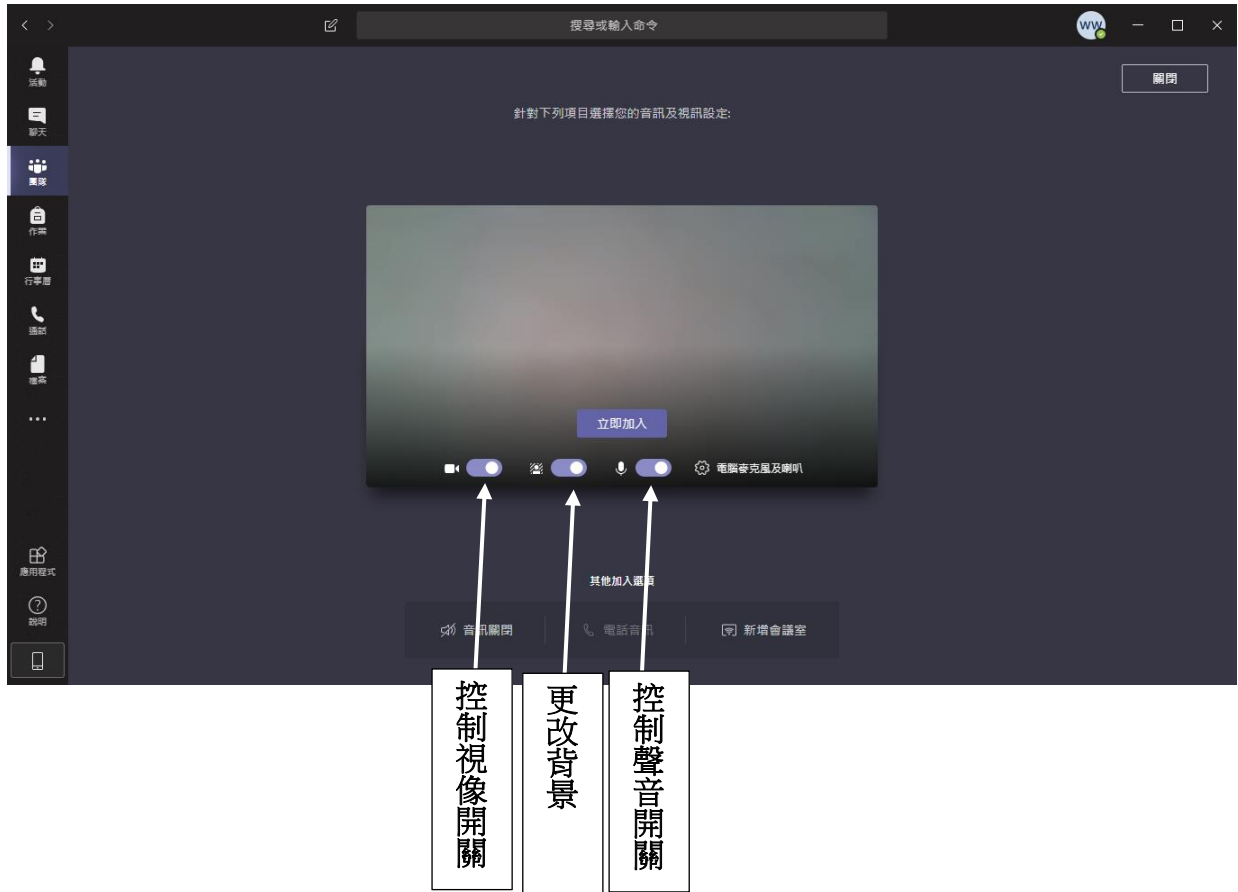 搜尋或輸入命令
WW
活動
聊天
團隊
作業
行事曆
通話
檔案
應用程式
說明
關閉
針對下列項目選擇您的音訊及視訊設定:
立即加入
電腦麥克風及喇叭
其他加入選項
音訊關閉
電話音訊
新增會議室
控制視像開關
更改背景
控制聲音開關